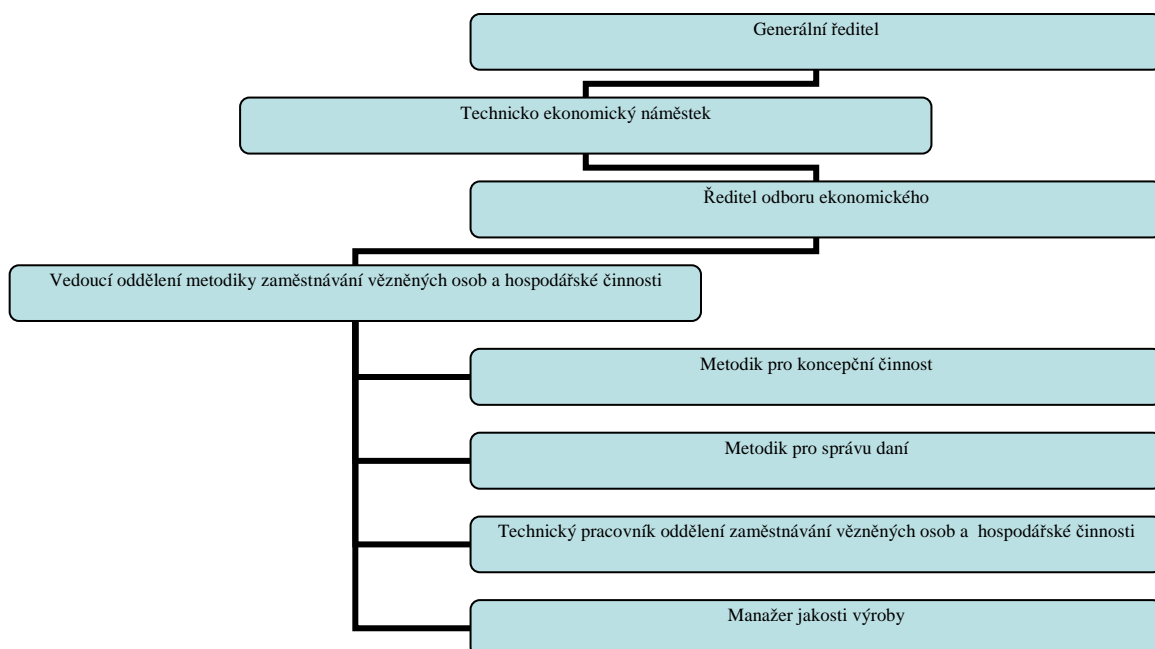 Generální ředitel
Technicko ekonomický náměstek
Ředitel odboru ekonomického
Vedoucí oddělení metodiky zaměstnávání vězněných osob a hospodářské činnosti
Metodik pro koncepční činnost
Metodik pro správu daní
Technický pracovník oddělení zaměstnávání vězněných osob a  hospodářské činnosti
Manažer jakosti výroby